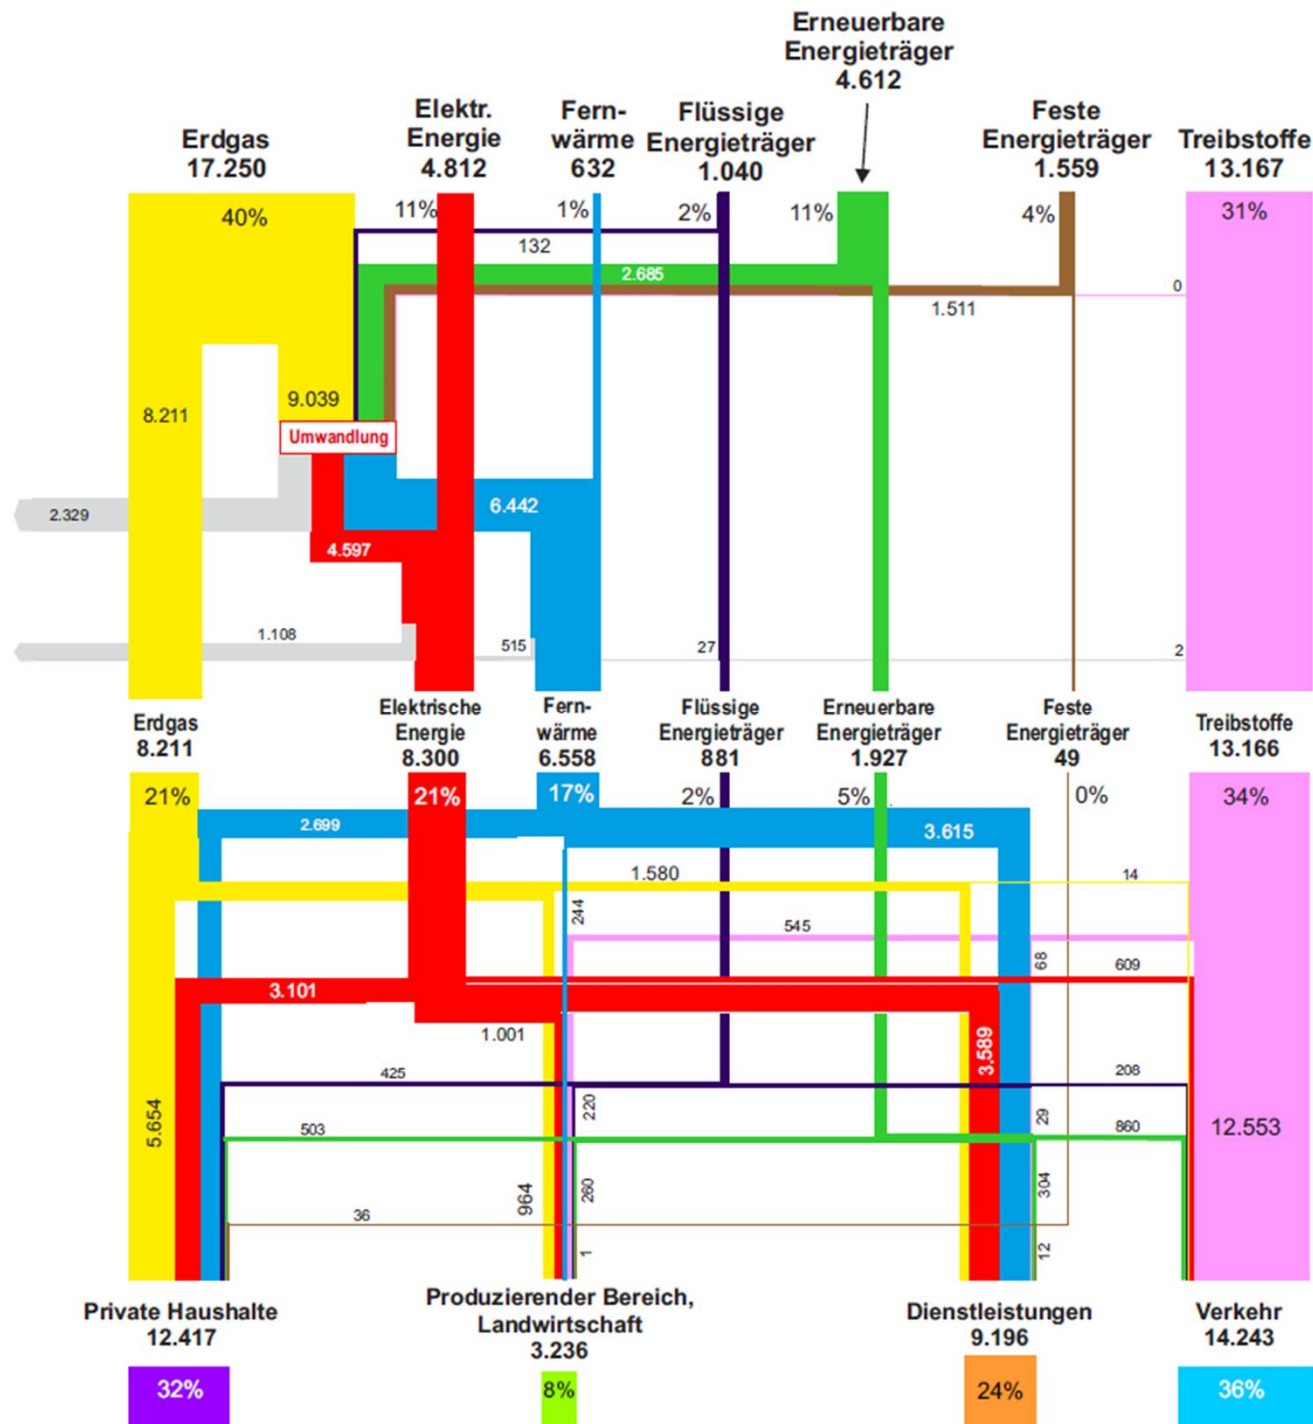 Erneuerbare
Energieträger
4.612
Erdgas
17.250
Elektr.
Energie
4.812
Fern-
wärme
632
Flüssige
Energieträger
1.040
Feste
Energieträger
1.559
Treibstoffe
13.167
40%
11%
1%
2%
11%
4%
31%
132
2.685
1.511
0
8.211
9.039
Umwandlung
2.329
6.442
4.597
1.108
515
27
2
Erdgas
8.211
Elektrische
Energie
8.300
Fern-
wärme
6.558
Flüssige
Energieträger
881
Erneuerbare
Energieträger
1.927
Feste
Energieträger
49
Treibstoffe
13.166
21%
21%
17%
2%
5%
0%
34%
2.699
3.615
1.580
14
244
545
68
609
3.101
1.001
3.589
425
208
5.654
220
29
503
860
12.553
964
260
304
36
1
12
Private Haushalte
12.417
Produzierender Bereich,
Landwirtschaft
3.236
Dienstleistungen
9.196
Verkehr
14.243
32%
8%
24%
36%